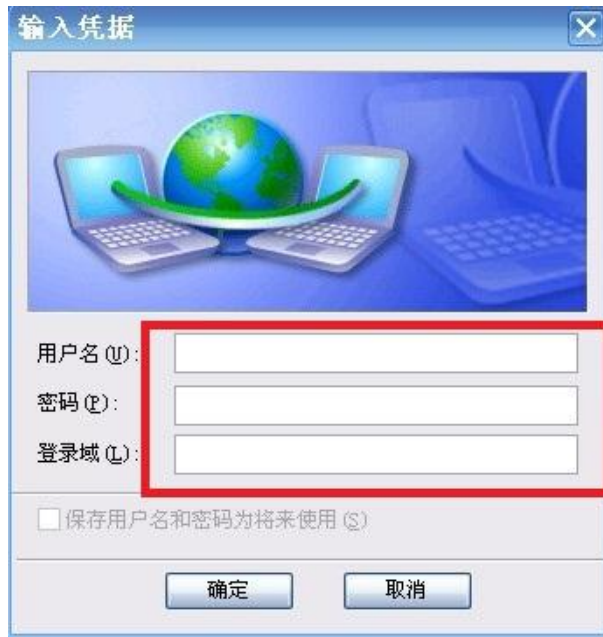 输入凭据
用户名(U):
密码(P):
登录域(L):
保存用户名和密码为将来使用(S)
确定
取消